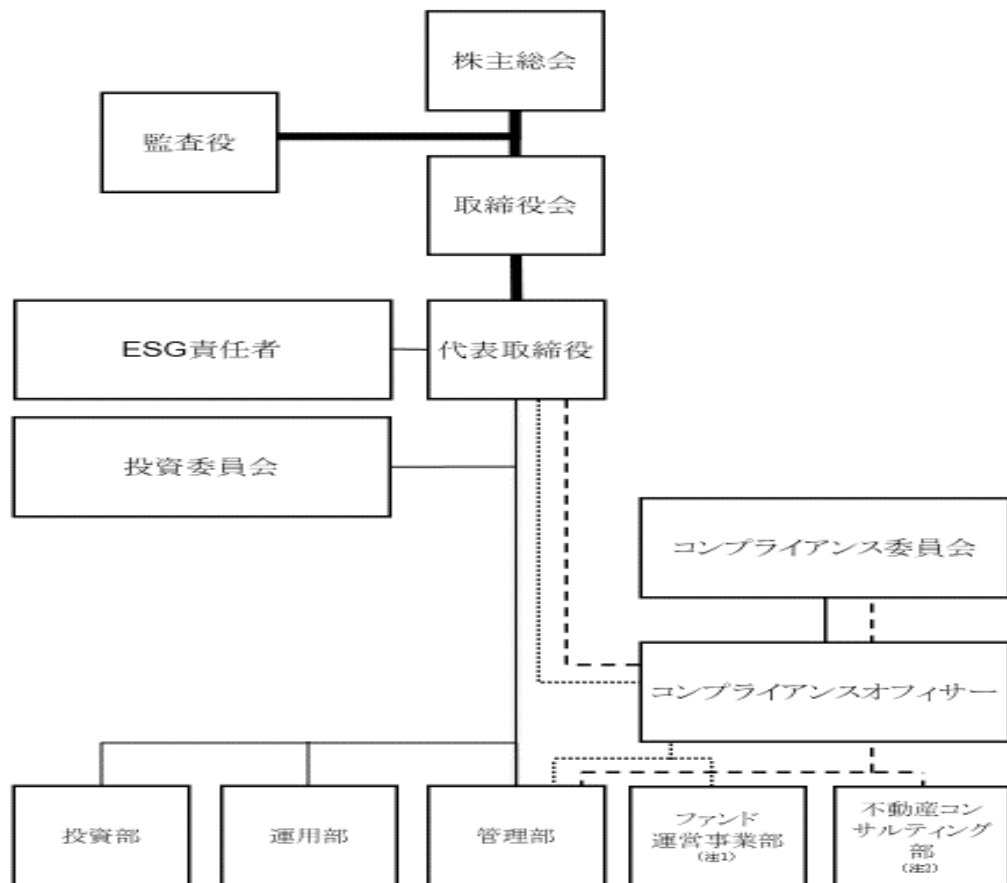 株主総会
監査役
取締役会
ESG責任者
代表取締役
投資委員会
コンプライアンス委員会
コンプライアンスオフィサー
投資部
運用部
管理部
ファンド
運営事業部
(注1)
不動産コン
サルティング
部
(注2)